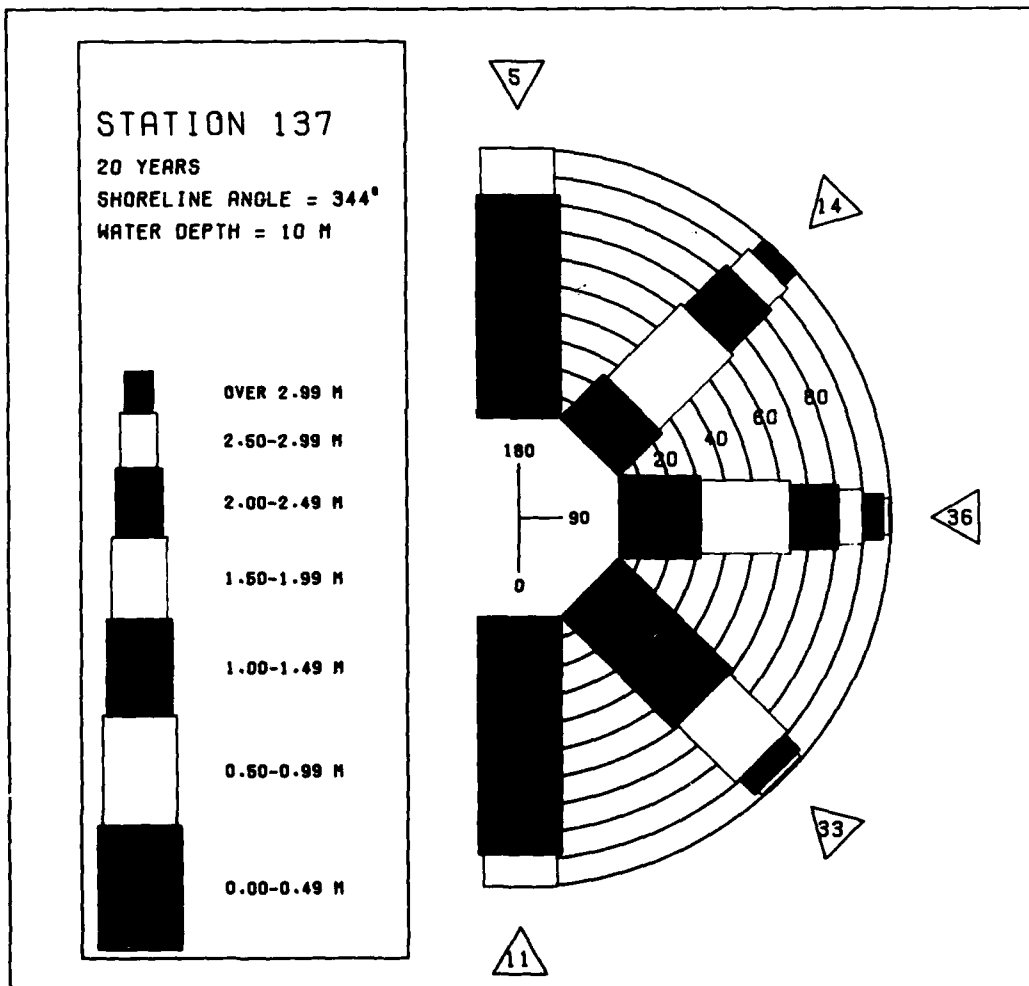 STATION 137
20 YEARS
SHORELINE ANGLE = 344°
WATER DEPTH = 10 M
OVER 2.99 M
2.50-2.99 M
2.00-2.49 M
1.50-1.99 M
1.00-1.49 M
0.50-0.99 M
0.00-0.49 M
5
14
80
60
40
20
180
90
0
36
33
11